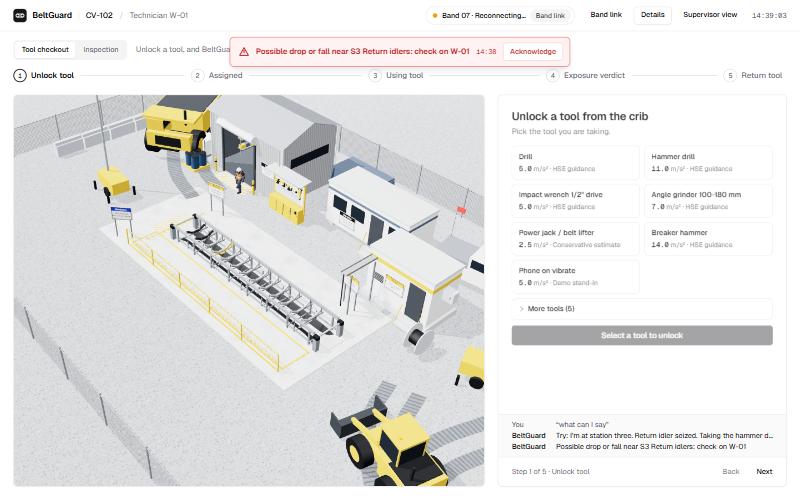 BeltGuard / CV-102 / Technician W-01
Band 07 · Reconnecting... Band link
Band link Details Supervisor view 14:39:03
Tool checkout Inspection Unlock a tool, and BeltGua
Possible drop or fall near S3 Return idlers: check on W-01 14:38 Acknowledge
1 Unlock tool 2 Assigned 3 Using tool 4 Exposure verdict 5 Return tool
Unlock a tool from the crib
Pick the tool you are taking.
Drill
5.0 m/s² · HSE guidance
Hammer drill
11.0 m/s² · HSE guidance
Impact wrench 1/2" drive
5.0 m/s² · HSE guidance
Angle grinder 100-180 mm
7.0 m/s² · HSE guidance
Power jack / belt lifter
2.5 m/s² · Conservative estimate
Breaker hammer
14.0 m/s² · HSE guidance
Phone on vibrate
5.0 m/s² · Demo stand-in
More tools (5)
Select a tool to unlock
You "what can I say"
BeltGuard Try: I'm at station three. Return idler seized. Taking the hammer d...
BeltGuard Possible drop or fall near S3 Return idlers: check on W-01
Step 1 of 5 · Unlock tool Back Next